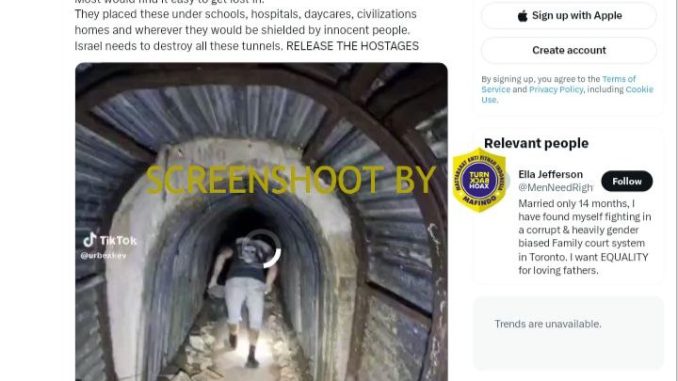 Most would find it easy to get lost in.
They placed these under schools, hospitals, daycares, civilizations
homes and wherever they would be shielded by innocent people.
Israel needs to destroy all these tunnels. RELEASE THE HOSTAGES
SCREENSHOOT BY
TikTok
@urbexkev
Sign up with Apple
Create account
By signing up, you agree to the Terms of
Service and Privacy Policy, including Cookie
Use.
Relevant people
MASYARAKAT ANTI FITNAH INDONESIA
TURN
BACK
HOAX
MAFINDO
Ella Jefferson
@MenNeedRigh
Follow
Married only 14 months, I
have found myself fighting in
a corrupt & heavily gender
biased Family court system
in Toronto. I want EQUALITY
for loving fathers.
Trends are unavailable.